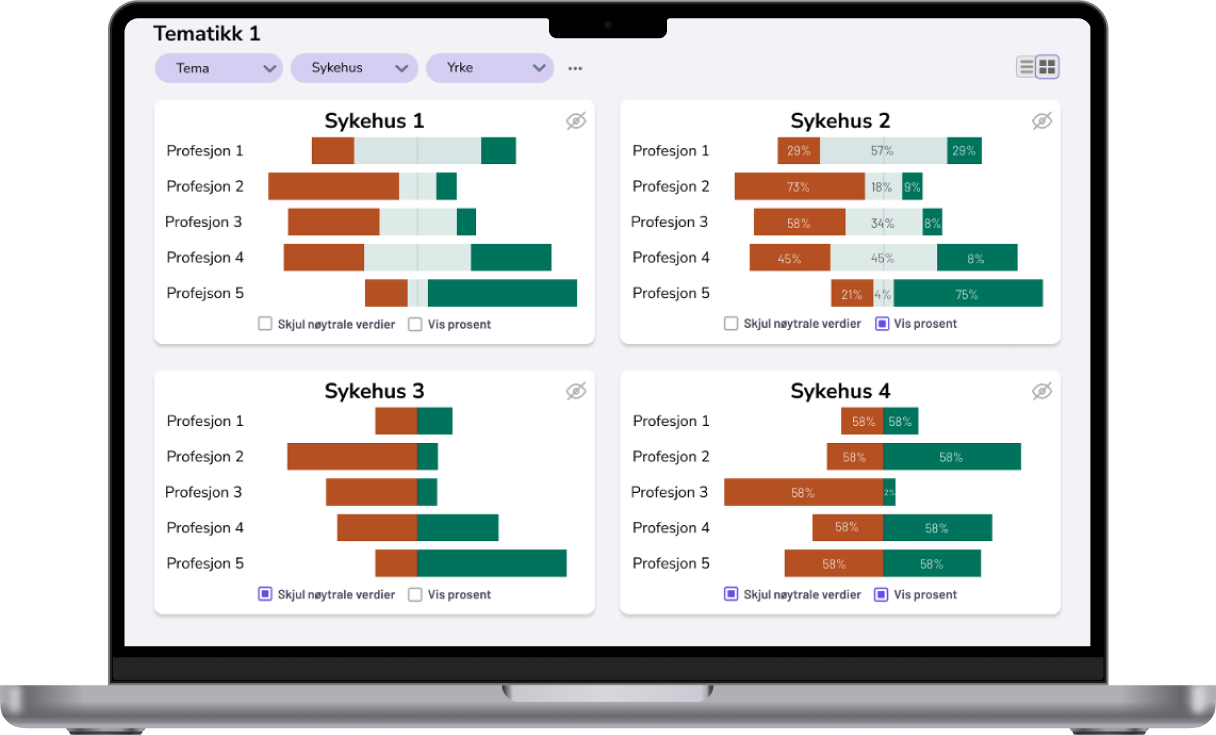 Tematikk 1
Tema Sykehus Yrke ...
Sykehus 1
Profesjon 1
Profesjon 2
Profesjon 3
Profesjon 4
Profejson 5
Skjul nøytrale verdier Vis prosent
Sykehus 2
Profesjon 1 29% 57% 29%
Profesjon 2 73% 18% 9%
Profesjon 3 58% 34% 8%
Profesjon 4 45% 45% 8%
Profesjon 5 21% 4% 75%
Skjul nøytrale verdier Vis prosent
Sykehus 3
Profesjon 1
Profesjon 2
Profesjon 3
Profesjon 4
Profesjon 5
Skjul nøytrale verdier Vis prosent
Sykehus 4
Profesjon 1 58% 58%
Profesjon 2 58% 58%
Profesjon 3 58% 2%
Profesjon 4 58% 58%
Profesjon 5 58% 58%
Skjul nøytrale verdier Vis prosent